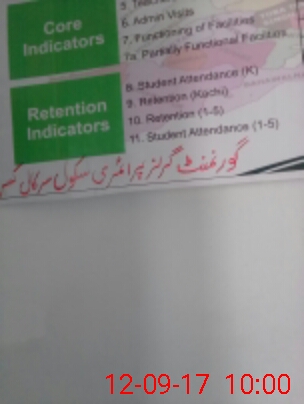 Core Indicators
6. Admin Visits
7. Functioning of Facilities
7a. Partially Functional Facilities
Retention Indicators
8. Student Attendance (K)
9. Retention (Kachi)
10. Retention (1-5)
11. Student Attendance (1-5)
گورنمنٹ گرلز پرائمری سکول سرکال
12-09-17 10:00